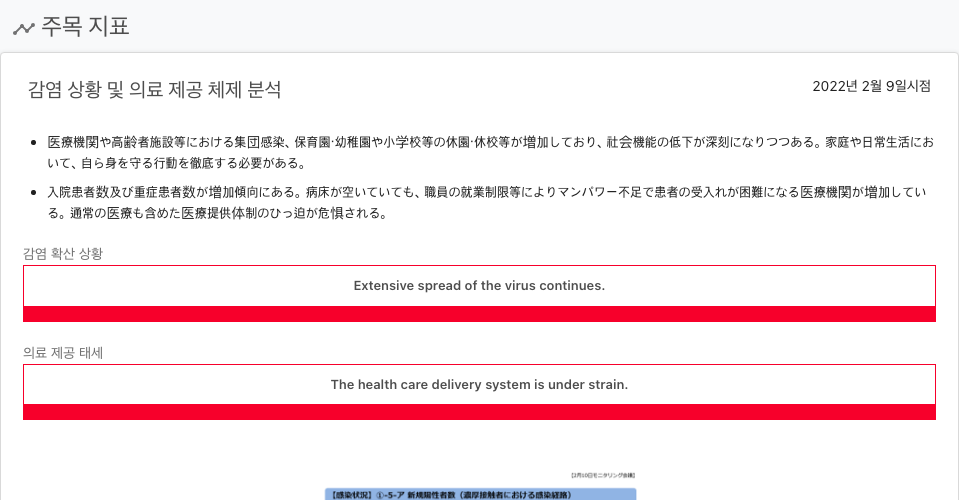 주목 지표
감염 상황 및 의료 제공 체제 분석
2022년 2월 9일시점
医療機関や高齢者施設等における集団感染、保育園·幼稚園や小学校等の休園·休校等が増加しており、社会機能の低下が深刻になりつつある。家庭や日常生活にお
いて、自ら身を守る行動を徹底する必要がある。
入院患者数及び重症患者数が増加傾向にある。病床が空いていても、職員の就業制限等によりマンパワー不足で患者の受入れが困難になる医療機関が増加してい
る。通常の医療も含めた医療提供体制のひっ迫が危惧される。
감염 확산 상황
Extensive spread of the virus continues.
의료 제공 태세
The health care delivery system is under strain.
【2月10日モニタリング会議】
【感染状況】①-5-ア 新規陽性者数（濃厚接触者における感染経路）